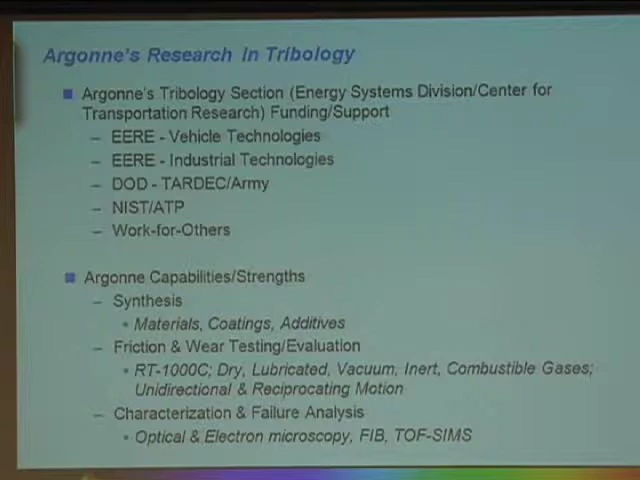 Argonne's Research in Tribology
Argonne's Tribology Section (Energy Systems Division/Center for
Transportation Research) Funding/Support
– EERE - Vehicle Technologies
– EERE - Industrial Technologies
– DOD - TARDEC/Army
– NIST/ATP
– Work-for-Others
Argonne Capabilities/Strengths
– Synthesis
• Materials, Coatings, Additives
– Friction & Wear Testing/Evaluation
• RT-1000C; Dry, Lubricated, Vacuum, Inert, Combustible Gases;
Unidirectional & Reciprocating Motion
– Characterization & Failure Analysis
• Optical & Electron microscopy, FIB, TOF-SIMS